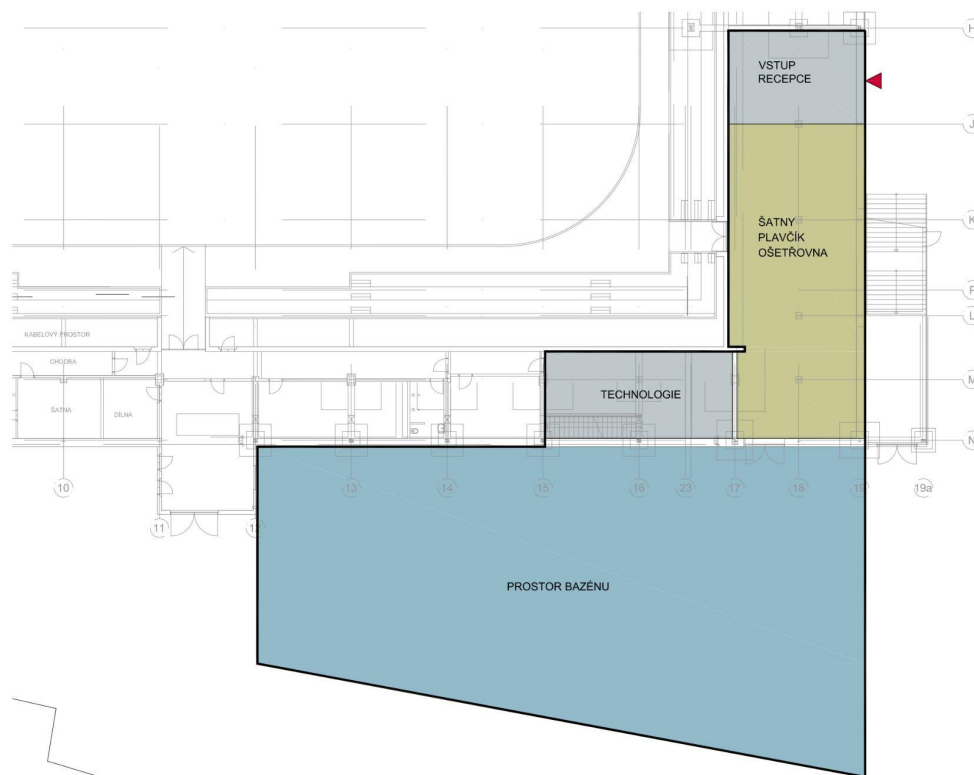 H
VSTUP
RECEPCE
J
K
ŠATNY
PLAVČÍK
OŠETŘOVNA
P
L
KABELOVÝ PROSTOR
CHODBA
M
TECHNOLOGIE
ŠATNA
DÍLNA
N
10
13
14
15
16
23
17
18
19
19a
11
12
PROSTOR BAZÉNU